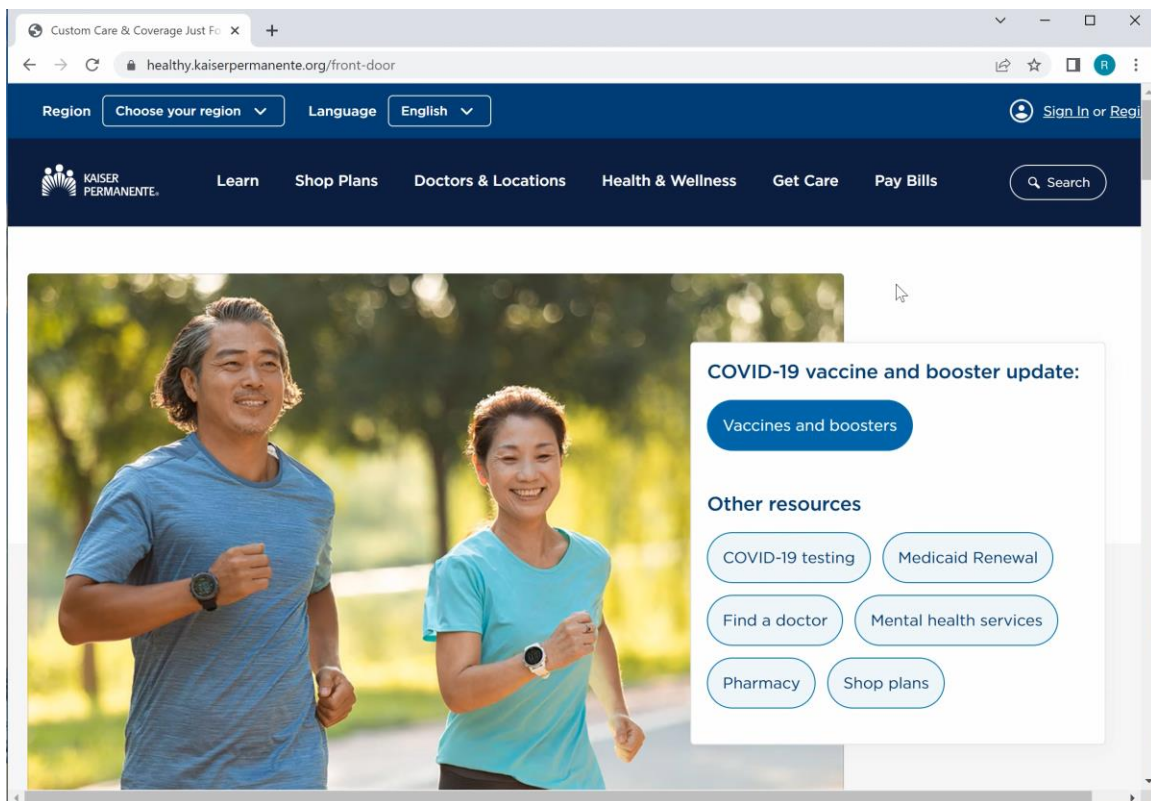 Custom Care & Coverage Just Fo
healthy.kaiserpermanente.org/front-door
R
Region Choose your region Language English Sign In or Regi
KAISER
PERMANENTE®
Learn Shop Plans Doctors & Locations Health & Wellness Get Care Pay Bills Search
COVID-19 vaccine and booster update:
Vaccines and boosters
Other resources
COVID-19 testing Medicaid Renewal
Find a doctor Mental health services
Pharmacy Shop plans